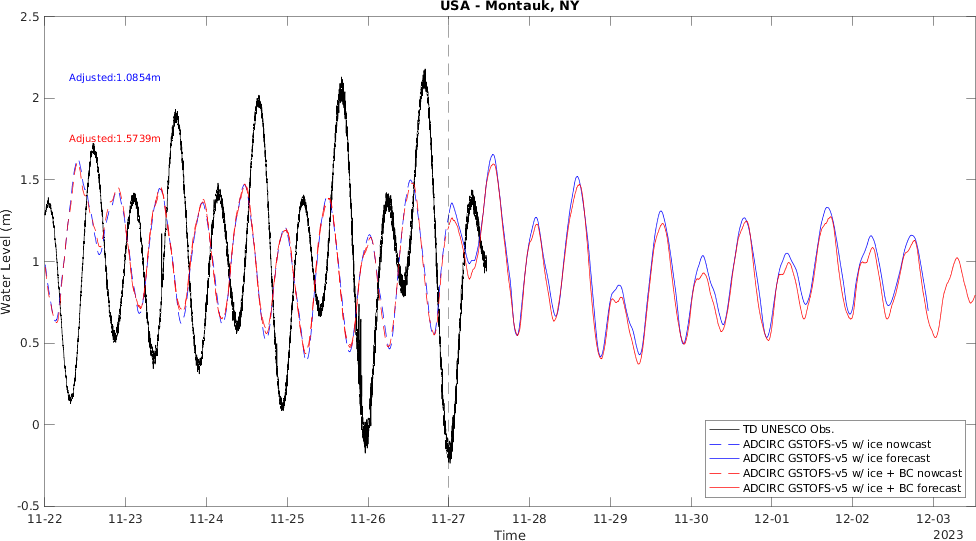 USA - Montauk, NY
2.5
2
1.5
1
0.5
0
-0.5
Water Level (m)
Adjusted:1.0854m
Adjusted:1.5739m
TD UNESCO Obs.
ADCIRC GSTOFS-v5 w/ ice nowcast
ADCIRC GSTOFS-v5 w/ ice forecast
ADCIRC GSTOFS-v5 w/ ice + BC nowcast
ADCIRC GSTOFS-v5 w/ ice + BC forecast
11-22 11-23 11-24 11-25 11-26 11-27 11-28 11-29 11-30 12-01 12-02 12-03
Time
2023